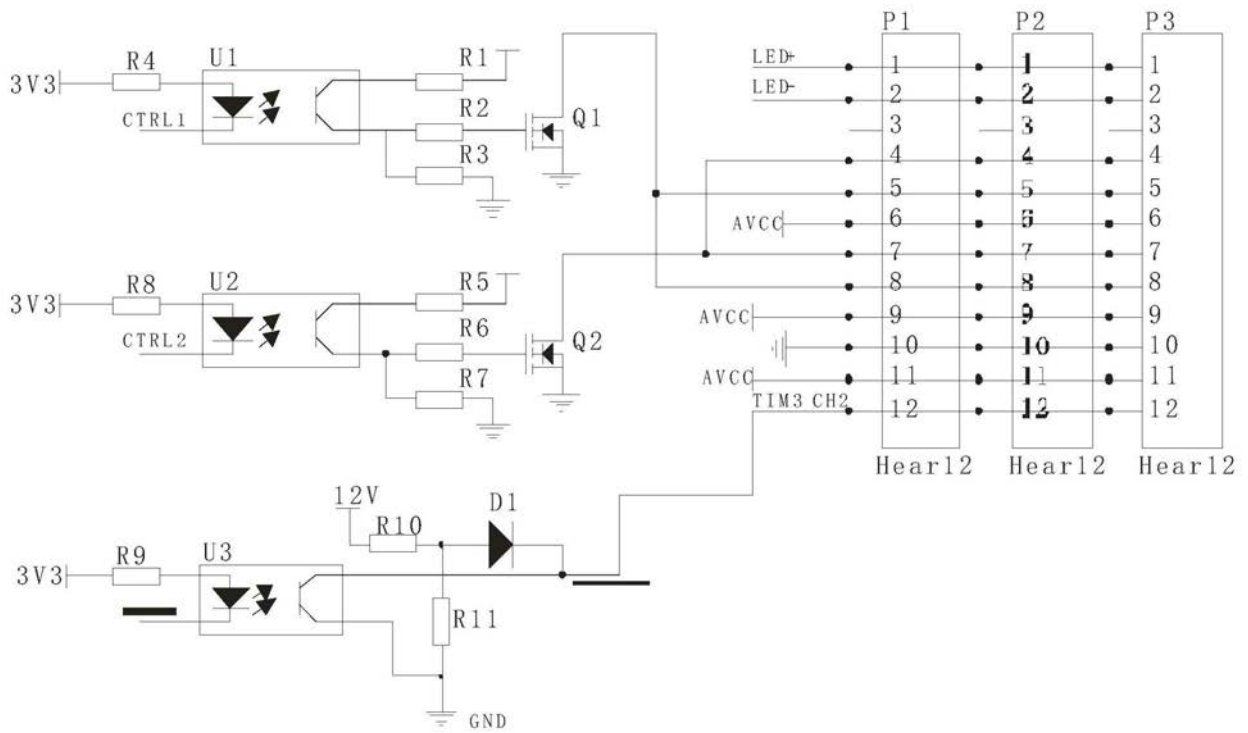 P1 P2 P3
R4 U1 R1
3V3
CTRL1
R2 Q1
R3
LED+ 1 1 1
LED- 2 2 2
3 3 3
4 4 4
5 5 5
AVCC 6 6 6
7 7 7
8 8 8
AVCC 9 9 9
10 10 10
AVCC 11 11 11
TIM3 CH2 12 12 12
Hear12 Hear12 Hear12
R8 U2 R5
3V3
CTRL2
R6 Q2
R7
12V D1
R10
R9 U3
3V3
R11
GND